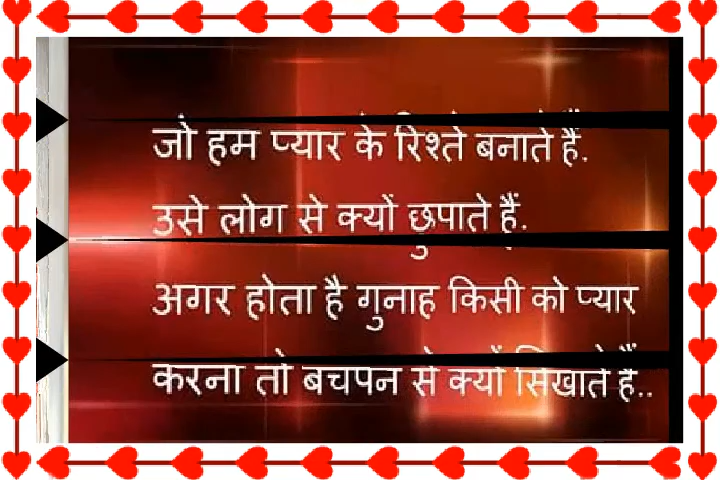 जो हम प्यार के रिश्ते बनाते हैं.
उसे लोग से क्यों छुपाते हैं.
अगर होता है गुनाह किसी को प्यार
करना तो बचपन से क्यों सिखाते हैं..